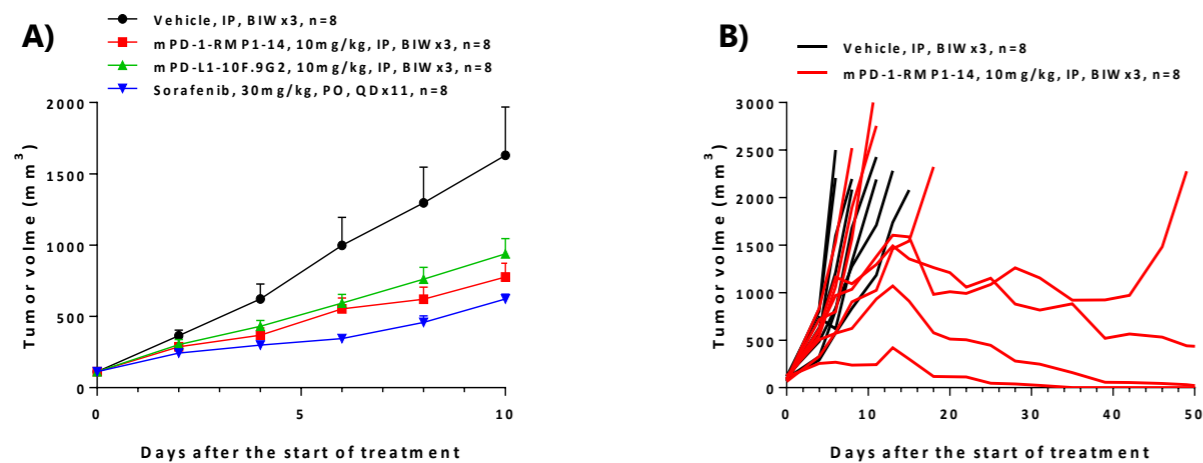 A)
Vehicle, IP, BIW x3, n=8
mPD-1-RMP1-14, 10mg/kg, IP, BIW x3, n=8
mPD-L1-10F.9G2, 10mg/kg, IP, BIW x3, n=8
Sorafenib, 30mg/kg, PO, QD x11, n=8
Tumor volme (mm³)
2000
1500
1000
500
0
0 5 10
Days after the start of treatment
B)
Vehicle, IP, BIW x3, n=8
mPD-1-RMP1-14, 10mg/kg, IP, BIW x3, n=8
Tumor volme (mm³)
3000
2500
2000
1500
1000
500
0
0 10 20 30 40 50
Days after the start of treatment